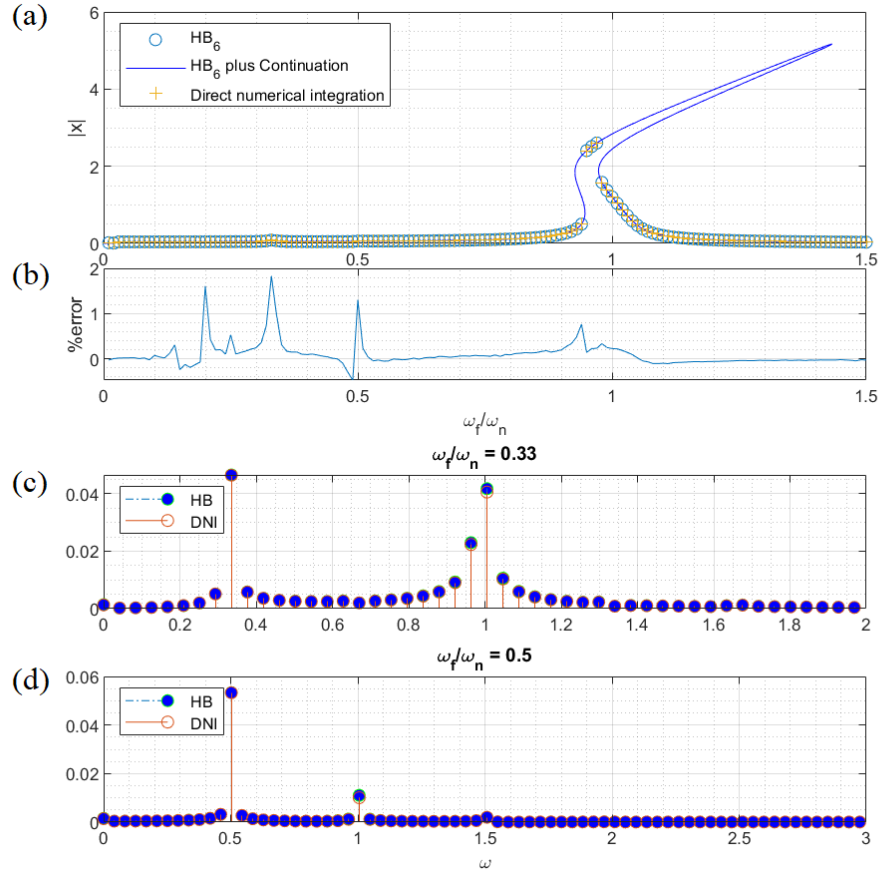 (a)
6
4
2
0
|x|
HB6
HB6 plus Continuation
Direct numerical integration
0 0.5 1 1.5
(b)
2
1
0
%error
0 0.5 1 1.5
ωf/ωn
ωf/ωn = 0.33
(c)
0.04
0.02
0
HB
DNI
0 0.2 0.4 0.6 0.8 1 1.2 1.4 1.6 1.8 2
ωf/ωn = 0.5
(d)
0.06
0.04
0.02
0
HB
DNI
0 0.5 1 1.5 2 2.5 3
ω